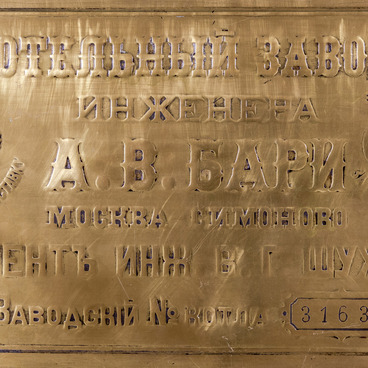 ОТЕЛЬНЫЙ ЗАВО
ИНЖЕНЕРА
А.В.БАРИ
МОСКВА СИМОНОВО
ЕНТЪ ИНЖ В. Г. ШУХ
ЗАВОДСКІЙ № КОТЛА 3163